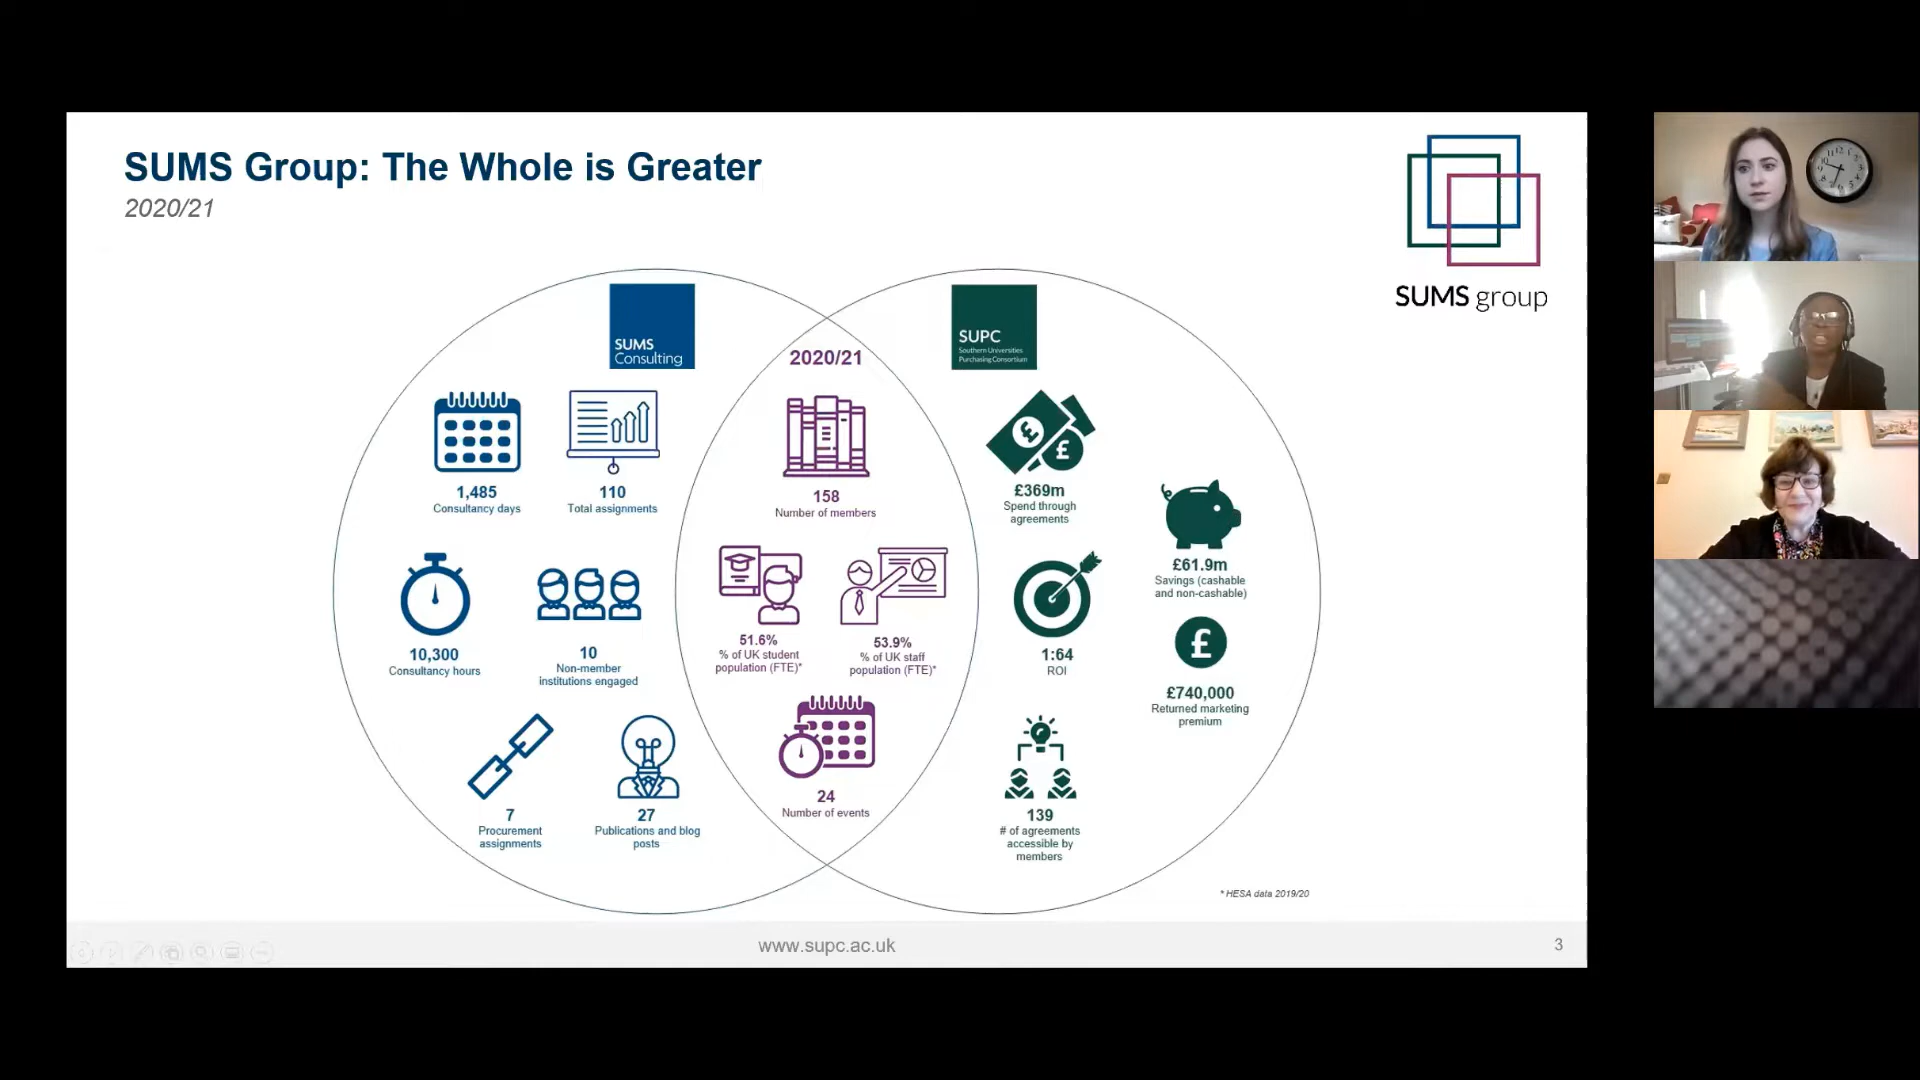 SUMS Group: The Whole is Greater
2020/21
SUMS group
SUMS
Consulting
1,485
Consultancy days
110
Total assignments
10,300
Consultancy hours
10
Non-member
institutions engaged
7
Procurement
assignments
27
Publications and blog
posts
2020/21
158
Number of members
51.6%
% of UK student
population (FTE)*
53.9%
% of UK staff
population (FTE)*
24
Number of events
SUPC
Southern Universities
Purchasing Consortium
£369m
Spend through
agreements
£61.9m
Savings (cashable
and non-cashable)
1:64
ROI
£740,000
Returned marketing
premium
139
# of agreements
accessible by
members
* HESA data 2019/20
www.supc.ac.uk
3